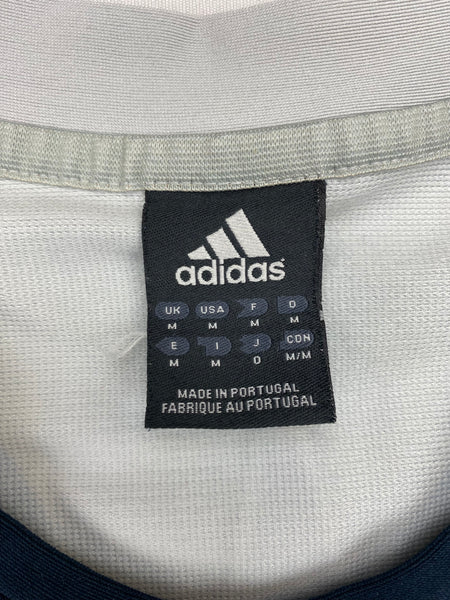 adidas
UK USA F D
M M M M
E I J CDN
M M O M/M
MADE IN PORTUGAL
FABRIQUE AU PORTUGAL